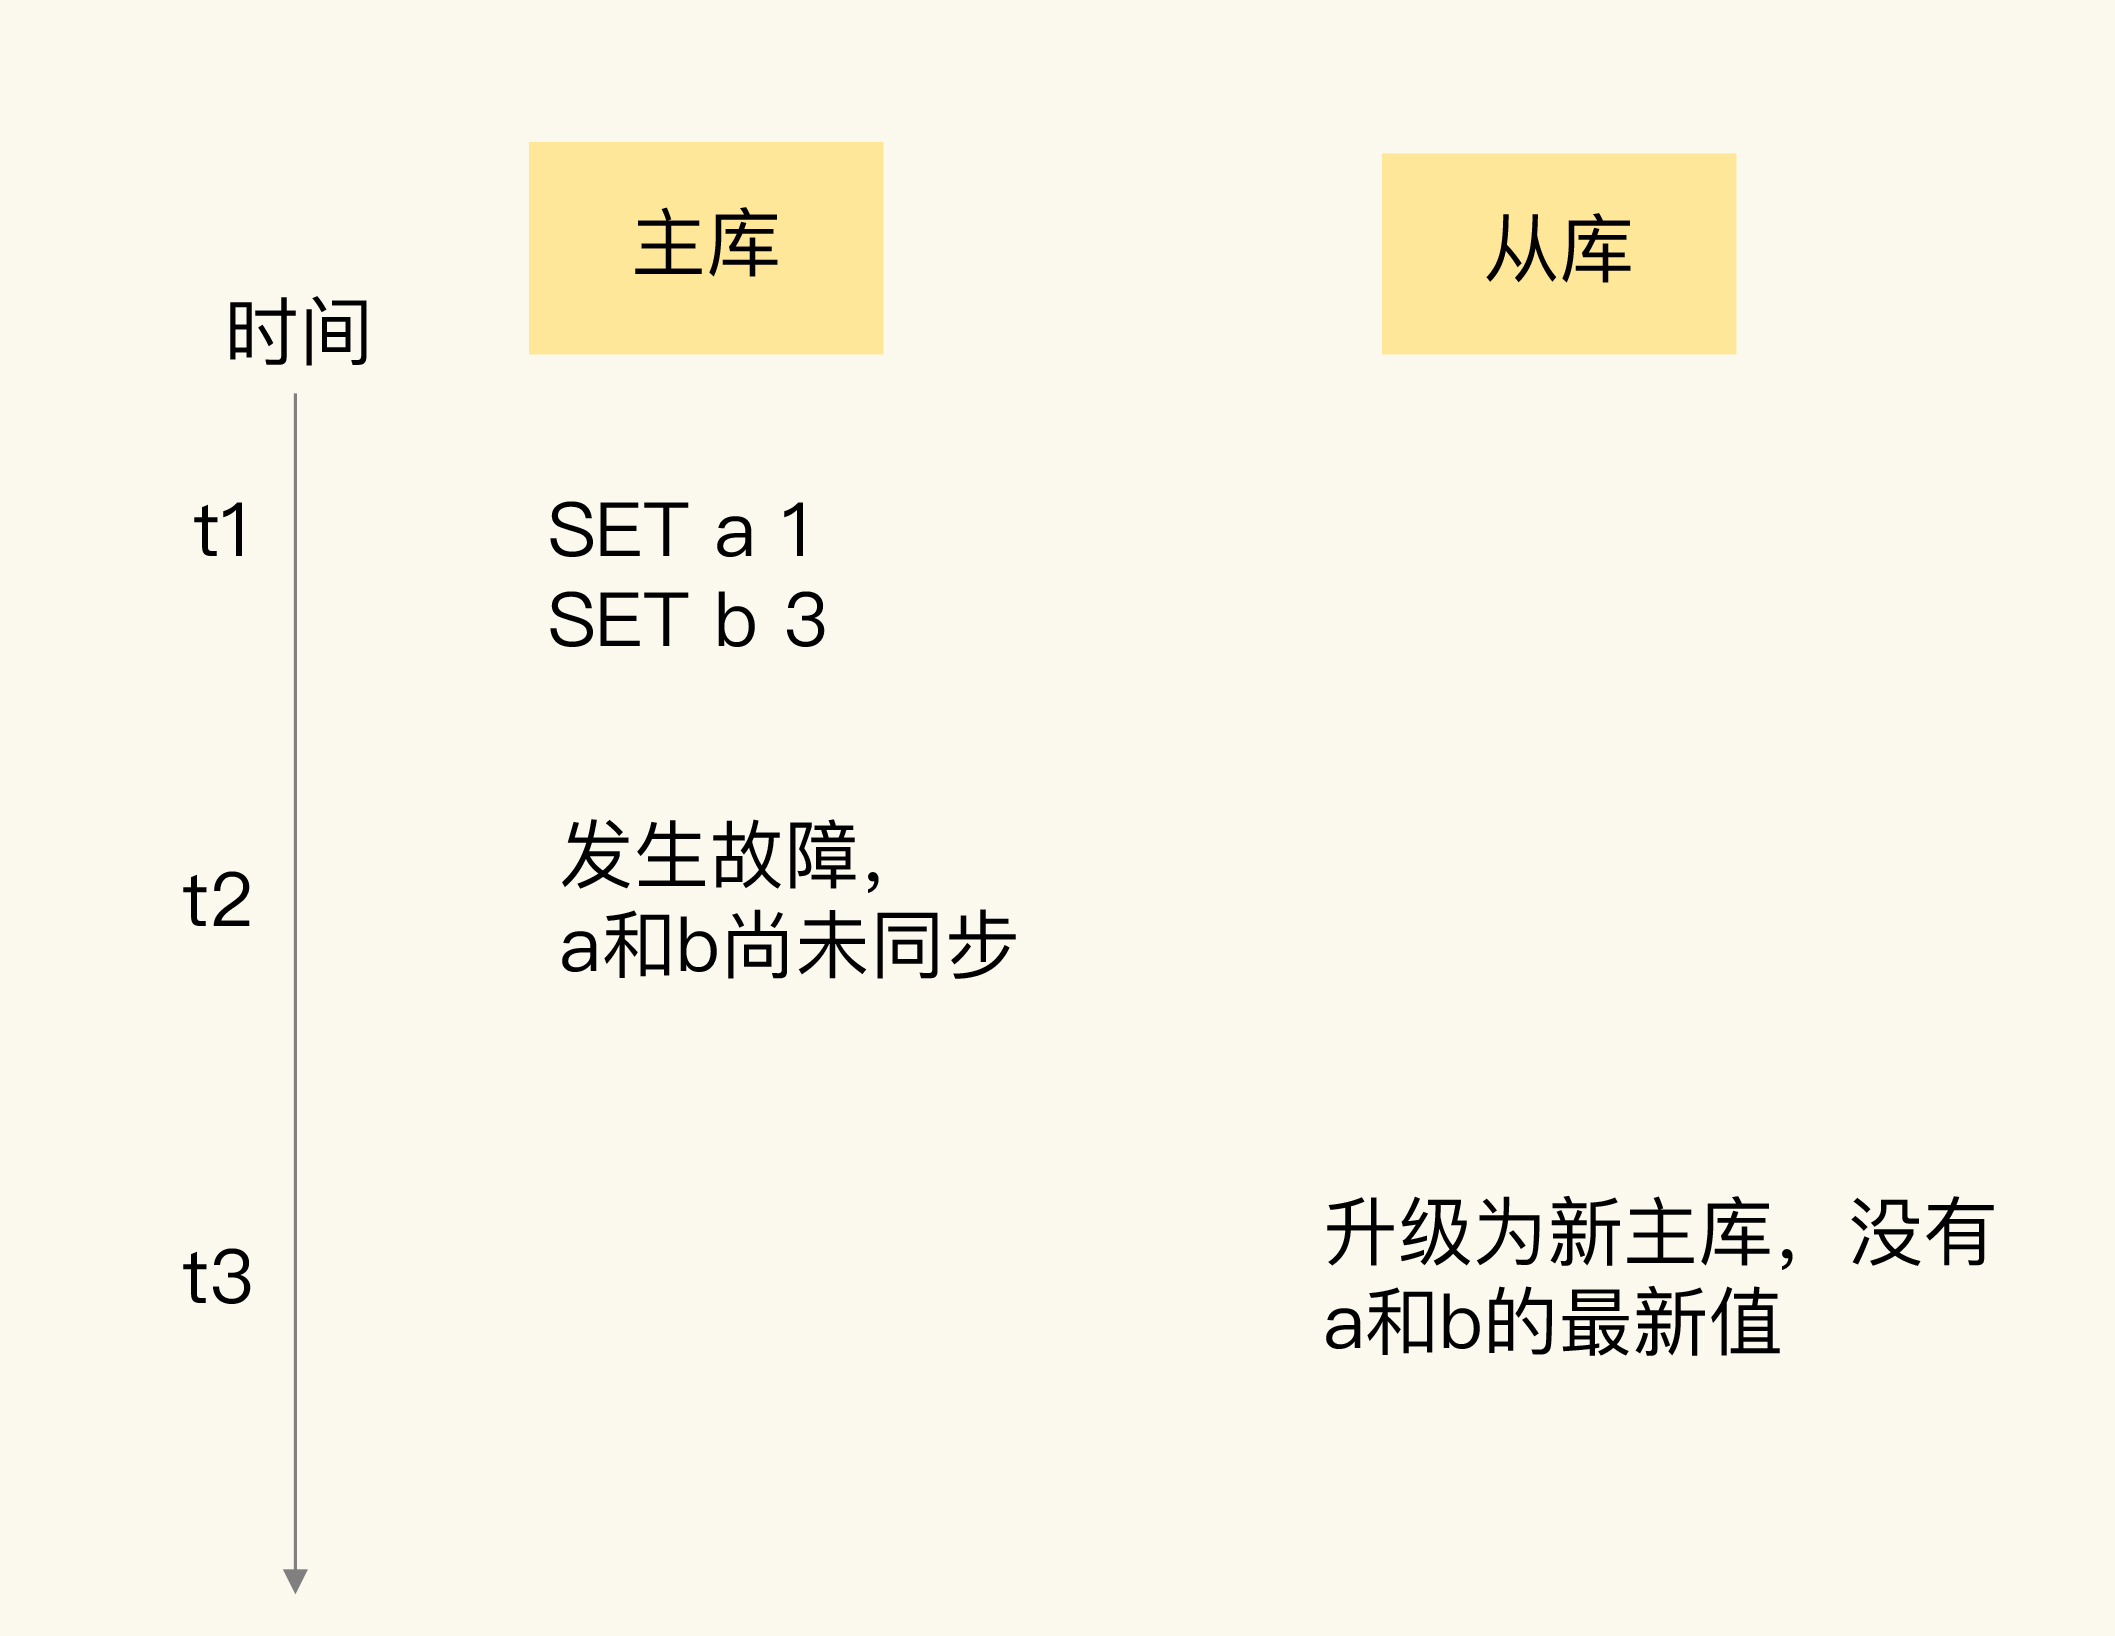 主库
从库
时间
t1
SET a 1
SET b 3
t2
发生故障，
a和b尚未同步
t3
升级为新主库，没有
a和b的最新值